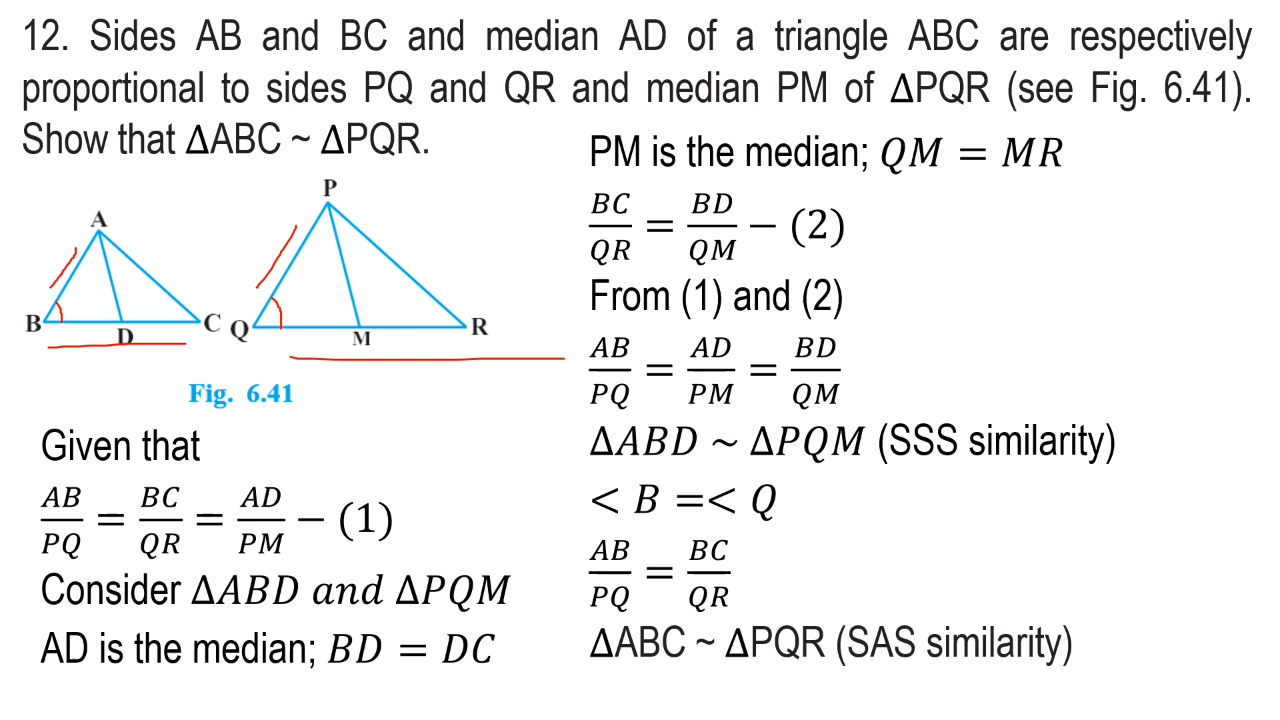 12. Sides AB and BC and median AD of a triangle ABC are respectively
proportional to sides PQ and QR and median PM of ΔPQR (see Fig. 6.41).
Show that ΔABC ~ ΔPQR.
A
B
D
C
P
Q
M
R
Fig. 6.41
Given that
AB/PQ = BC/QR = AD/PM − (1)
Consider ΔABD and ΔPQM
AD is the median; BD = DC
PM is the median; QM = MR
BC/QR = BD/QM − (2)
From (1) and (2)
AB/PQ = AD/PM = BD/QM
ΔABD ~ ΔPQM (SSS similarity)
< B =< Q
AB/PQ = BC/QR
ΔABC ~ ΔPQR (SAS similarity)